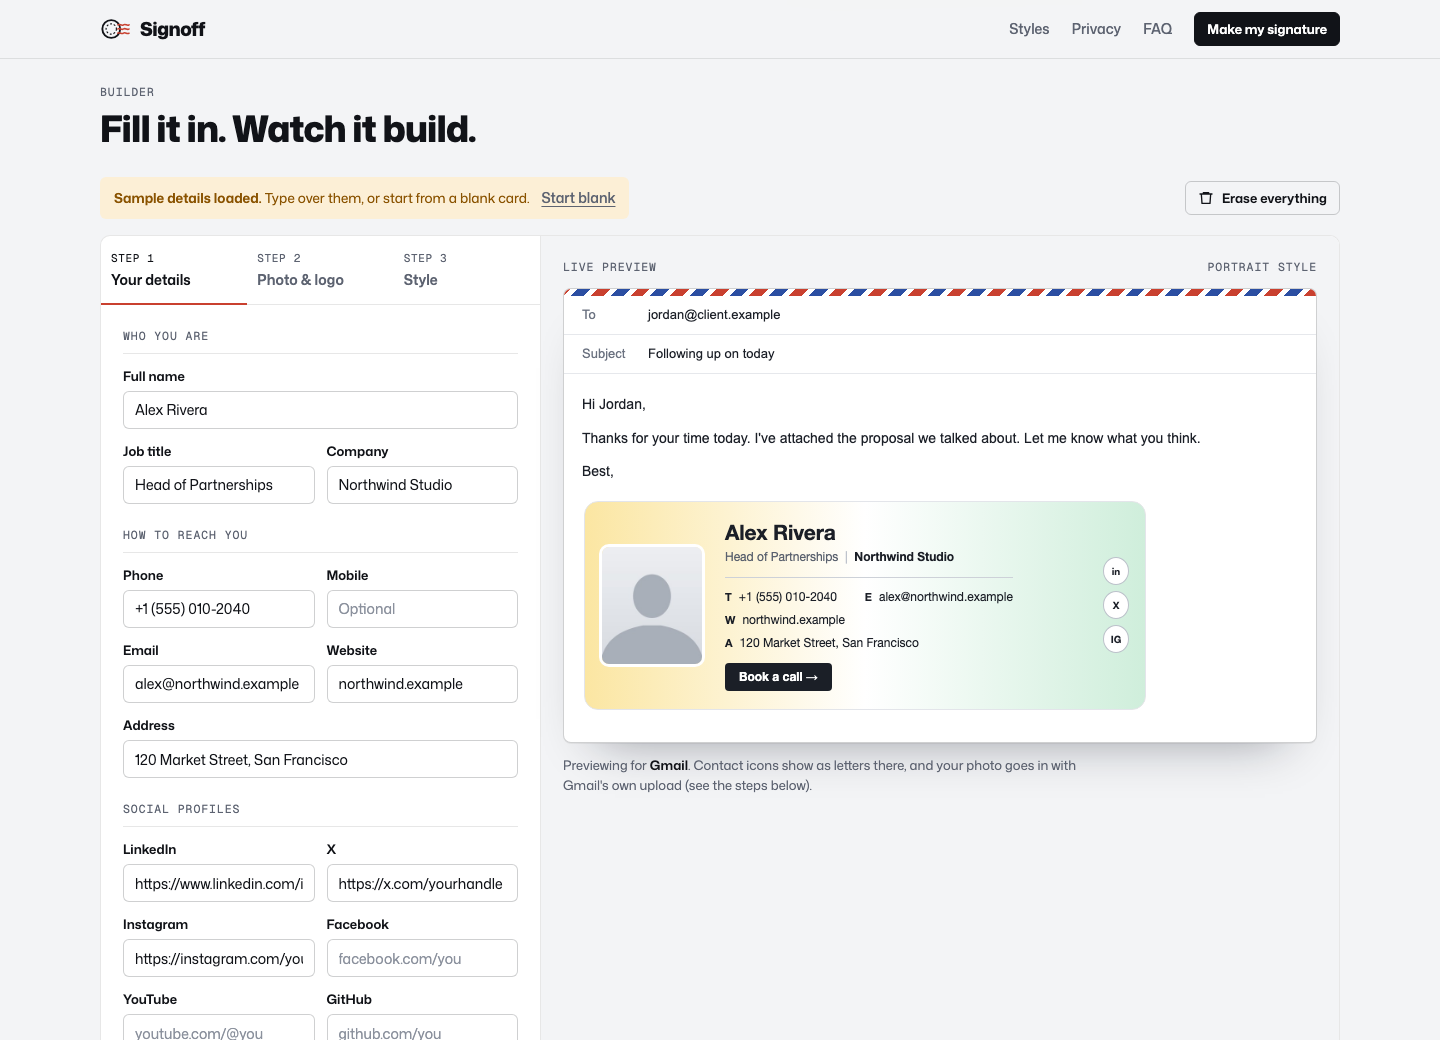 Signoff
Styles
Privacy
FAQ
Make my signature
BUILDER
Fill it in. Watch it build.
Sample details loaded. Type over them, or start from a blank card. Start blank
Erase everything
STEP 1
Your details
STEP 2
Photo & logo
STEP 3
Style
WHO YOU ARE
Full name
Alex Rivera
Job title
Company
Head of Partnerships
Northwind Studio
HOW TO REACH YOU
Phone
Mobile
+1 (555) 010-2040
Optional
Email
Website
alex@northwind.example
northwind.example
Address
120 Market Street, San Francisco
SOCIAL PROFILES
LinkedIn
X
https://www.linkedin.com/i
https://x.com/yourhandle
Instagram
Facebook
https://instagram.com/you
facebook.com/you
YouTube
GitHub
youtube.com/@you
github.com/you
LIVE PREVIEW
PORTRAIT STYLE
To jordan@client.example
Subject Following up on today
Hi Jordan,
Thanks for your time today. I've attached the proposal we talked about. Let me know what you think.
Best,
Alex Rivera
Head of Partnerships | Northwind Studio
T +1 (555) 010-2040 E alex@northwind.example
W northwind.example
A 120 Market Street, San Francisco
Book a call →
in
X
IG
Previewing for Gmail. Contact icons show as letters there, and your photo goes in with
Gmail's own upload (see the steps below).